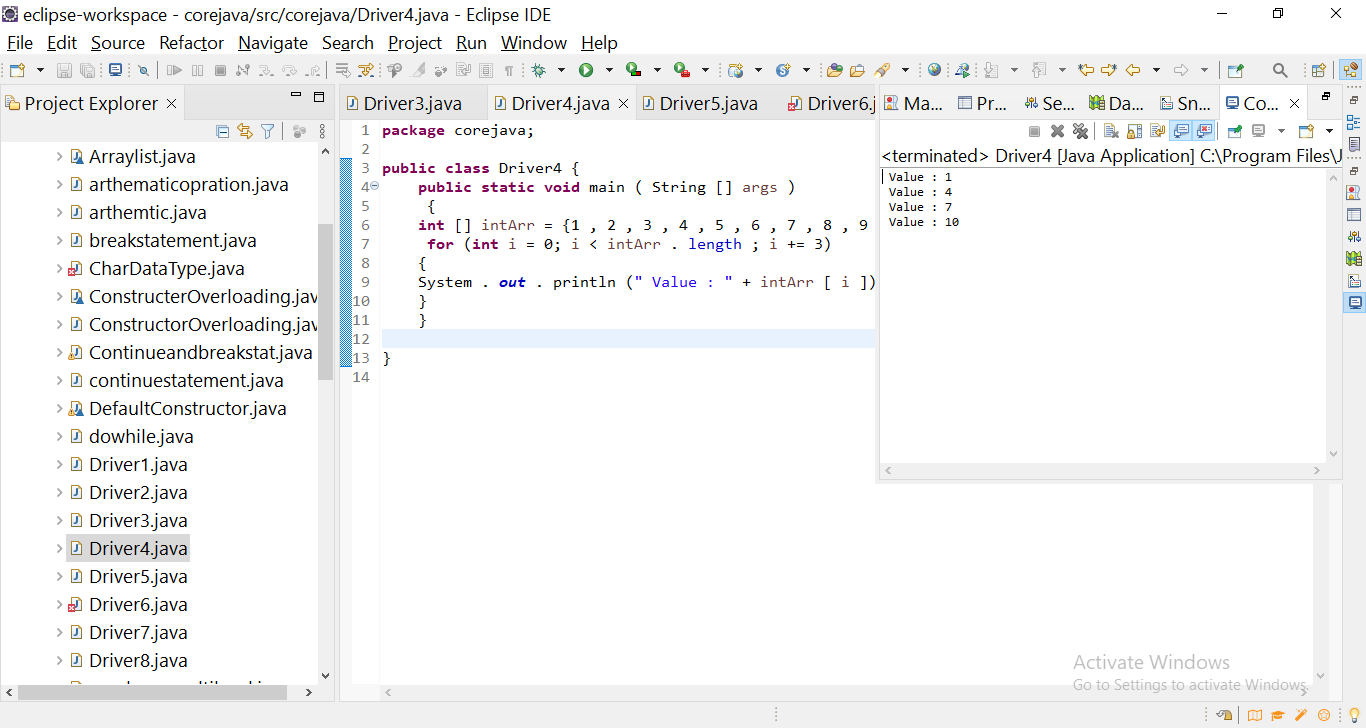 eclipse-workspace - corejava/src/corejava/Driver4.java - Eclipse IDE
File Edit Source Refactor Navigate Search Project Run Window Help
Project Explorer
Arraylist.java
arthematicopration.java
arthemtic.java
breakstatement.java
CharDataType.java
ConstructerOverloading.jav
ConstructorOverloading.jav
Continueandbreakstat.java
continuestatement.java
DefaultConstructor.java
dowhile.java
Driver1.java
Driver2.java
Driver3.java
Driver4.java
Driver5.java
Driver6.java
Driver7.java
Driver8.java
Driver3.java Driver4.java Driver5.java Driver6.j
1 package corejava;
2
3 public class Driver4 {
4 public static void main ( String [] args )
5 {
6 int [] intArr = {1 , 2 , 3 , 4 , 5 , 6 , 7 , 8 , 9
7 for (int i = 0; i < intArr . length ; i += 3)
8 {
9 System . out . println (" Value : " + intArr [ i ])
10 }
11 }
12
13 }
14
Ma... Pr... Se... Da... Sn... Co...
<terminated> Driver4 [Java Application] C:\Program Files\J
Value : 1
Value : 4
Value : 7
Value : 10
Activate Windows
Go to Settings to activate Windows.